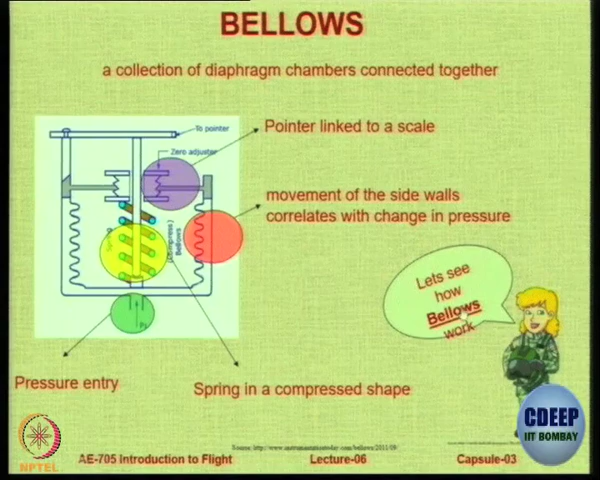 BELLOWS
a collection of diaphragm chambers connected together
To pointer
Pointer linked to a scale
Zero adjuster
movement of the side walls
correlates with change in pressure
Bellows
Lets see
how
Bellows
work
Pressure entry
Spring in a compressed shape
CDEEP
IIT BOMBAY
NPTEL
AE-705 Introduction to Flight
Lecture-06
Capsule-03